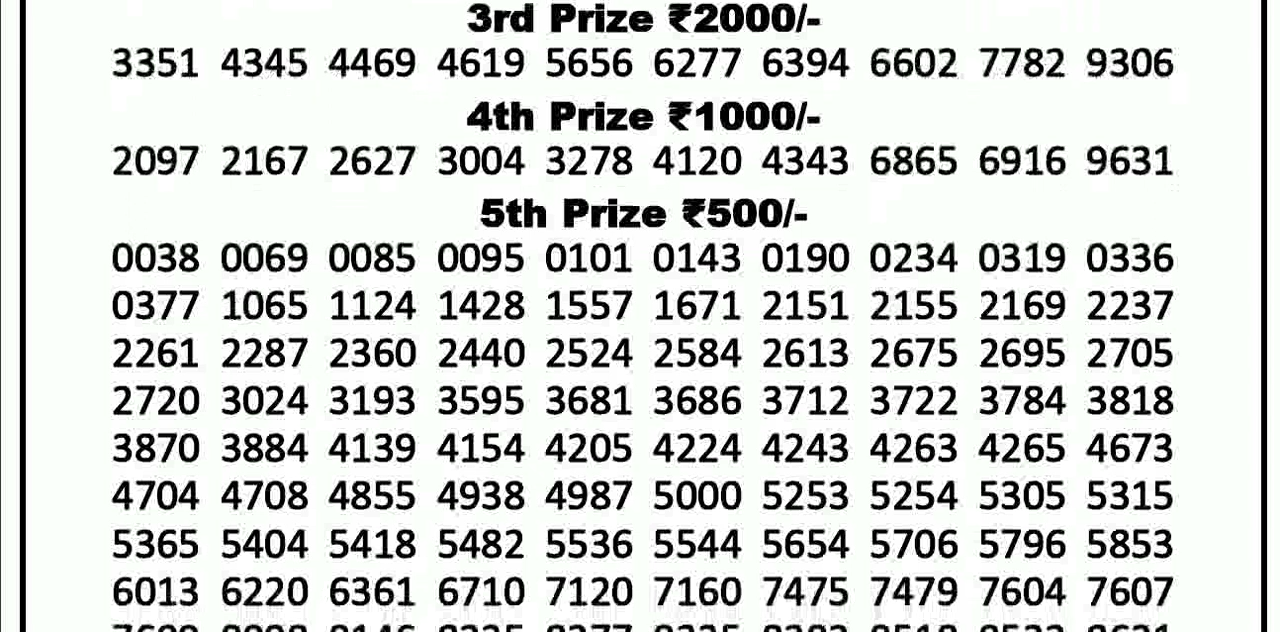 3rd Prize ₹2000/-
3351 4345 4469 4619 5656 6277 6394 6602 7782 9306
4th Prize ₹1000/-
2097 2167 2627 3004 3278 4120 4343 6865 6916 9631
5th Prize ₹500/-
0038 0069 0085 0095 0101 0143 0190 0234 0319 0336
0377 1065 1124 1428 1557 1671 2151 2155 2169 2237
2261 2287 2360 2440 2524 2584 2613 2675 2695 2705
2720 3024 3193 3595 3681 3686 3712 3722 3784 3818
3870 3884 4139 4154 4205 4224 4243 4263 4265 4673
4704 4708 4855 4938 4987 5000 5253 5254 5305 5315
5365 5404 5418 5482 5536 5544 5654 5706 5796 5853
6013 6220 6361 6710 7120 7160 7475 7479 7604 7607